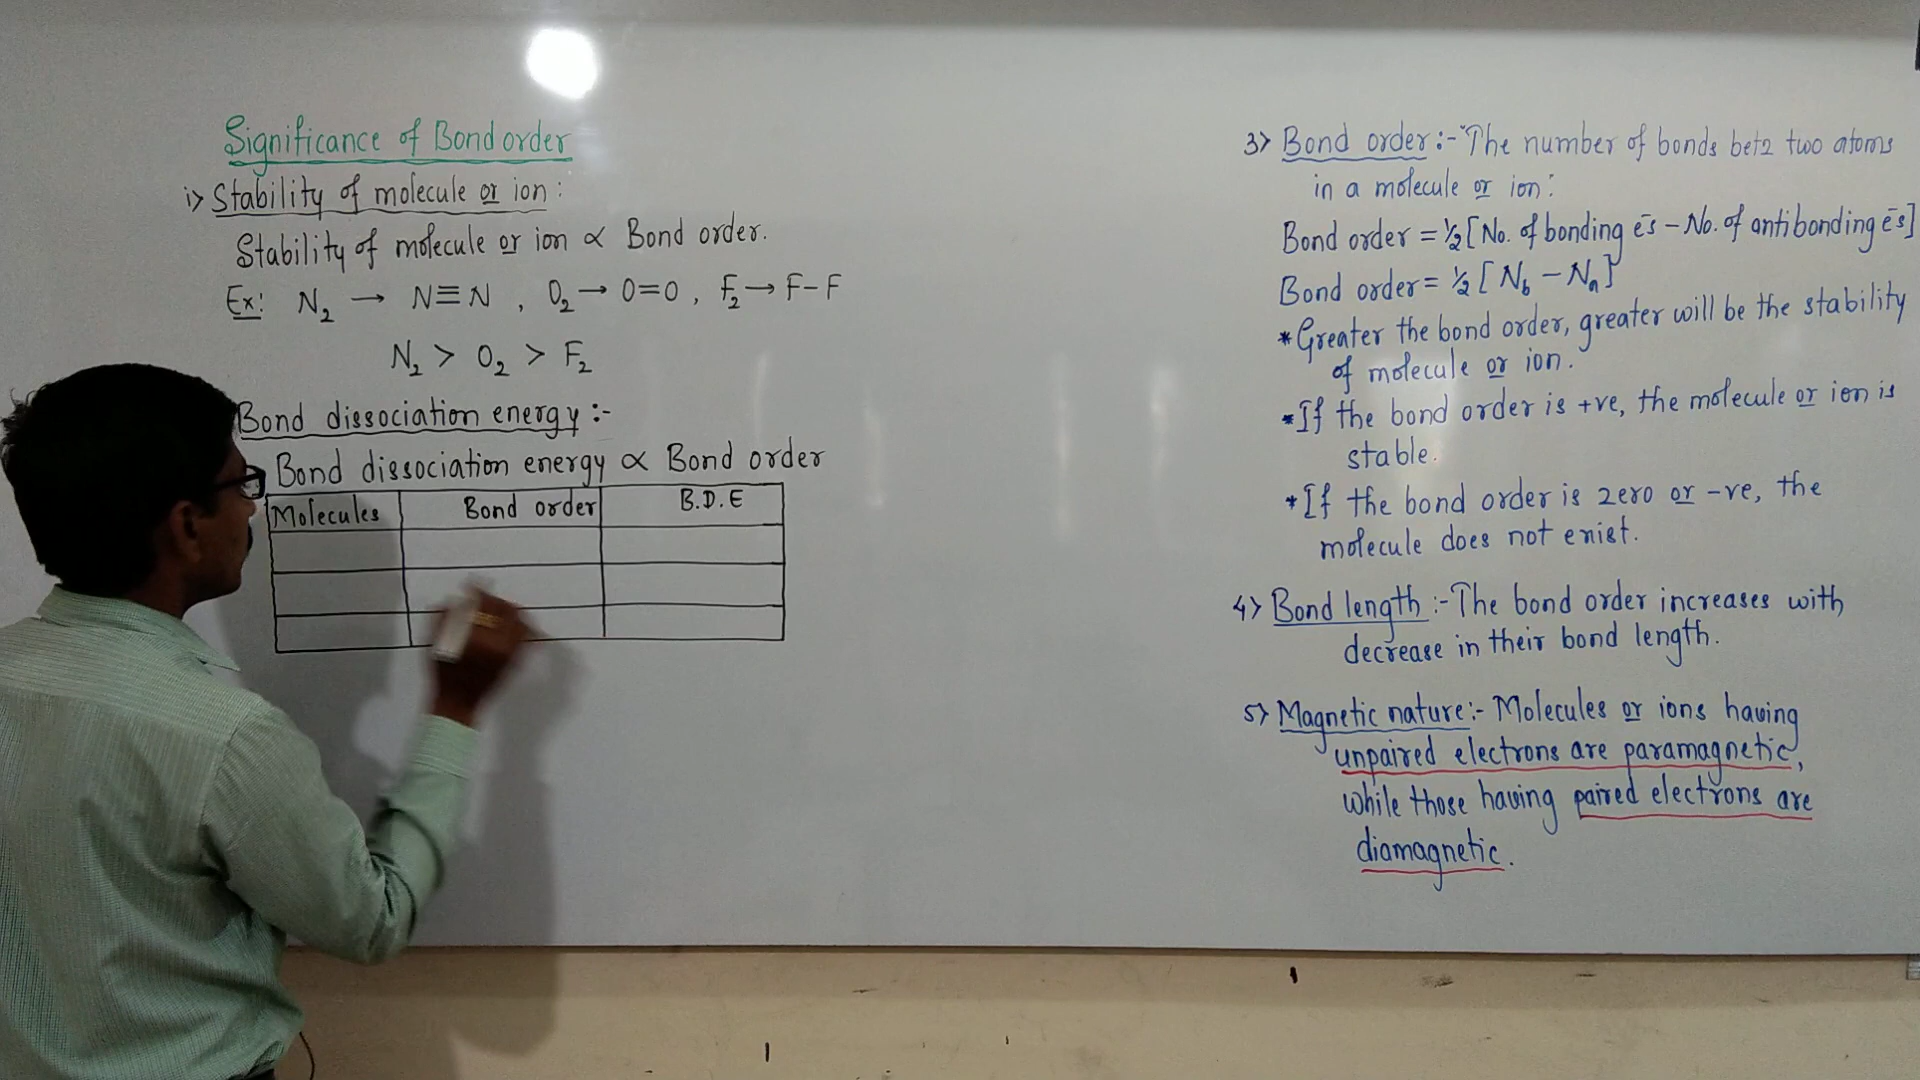 Significance of Bond order
1> Stability of molecule or ion :
Stability of molecule or ion ∝ Bond order.
Ex: N₂ → N≡N , O₂ → O=O , F₂ → F-F
N₂ > O₂ > F₂
Bond dissociation energy :-
Bond dissociation energy ∝ Bond order
Molecules Bond order B.D.E
3> Bond order :- "The number of bonds betⁿ two atoms
in a molecule or ion:
Bond order = ½ [No. of bonding ēs - No. of antibonding ēs]
Bond order = ½ [N_b - N_a]
*Greater the bond order, greater will be the stability
of molecule or ion.
*If the bond order is +ve, the molecule or ion is
stable.
*If the bond order is zero or -ve, the
molecule does not exist.
4> Bond length :- The bond order increases with
decrease in their bond length.
5> Magnetic nature:- Molecules or ions having
unpaired electrons are paramagnetic,
while those having paired electrons are
diamagnetic.